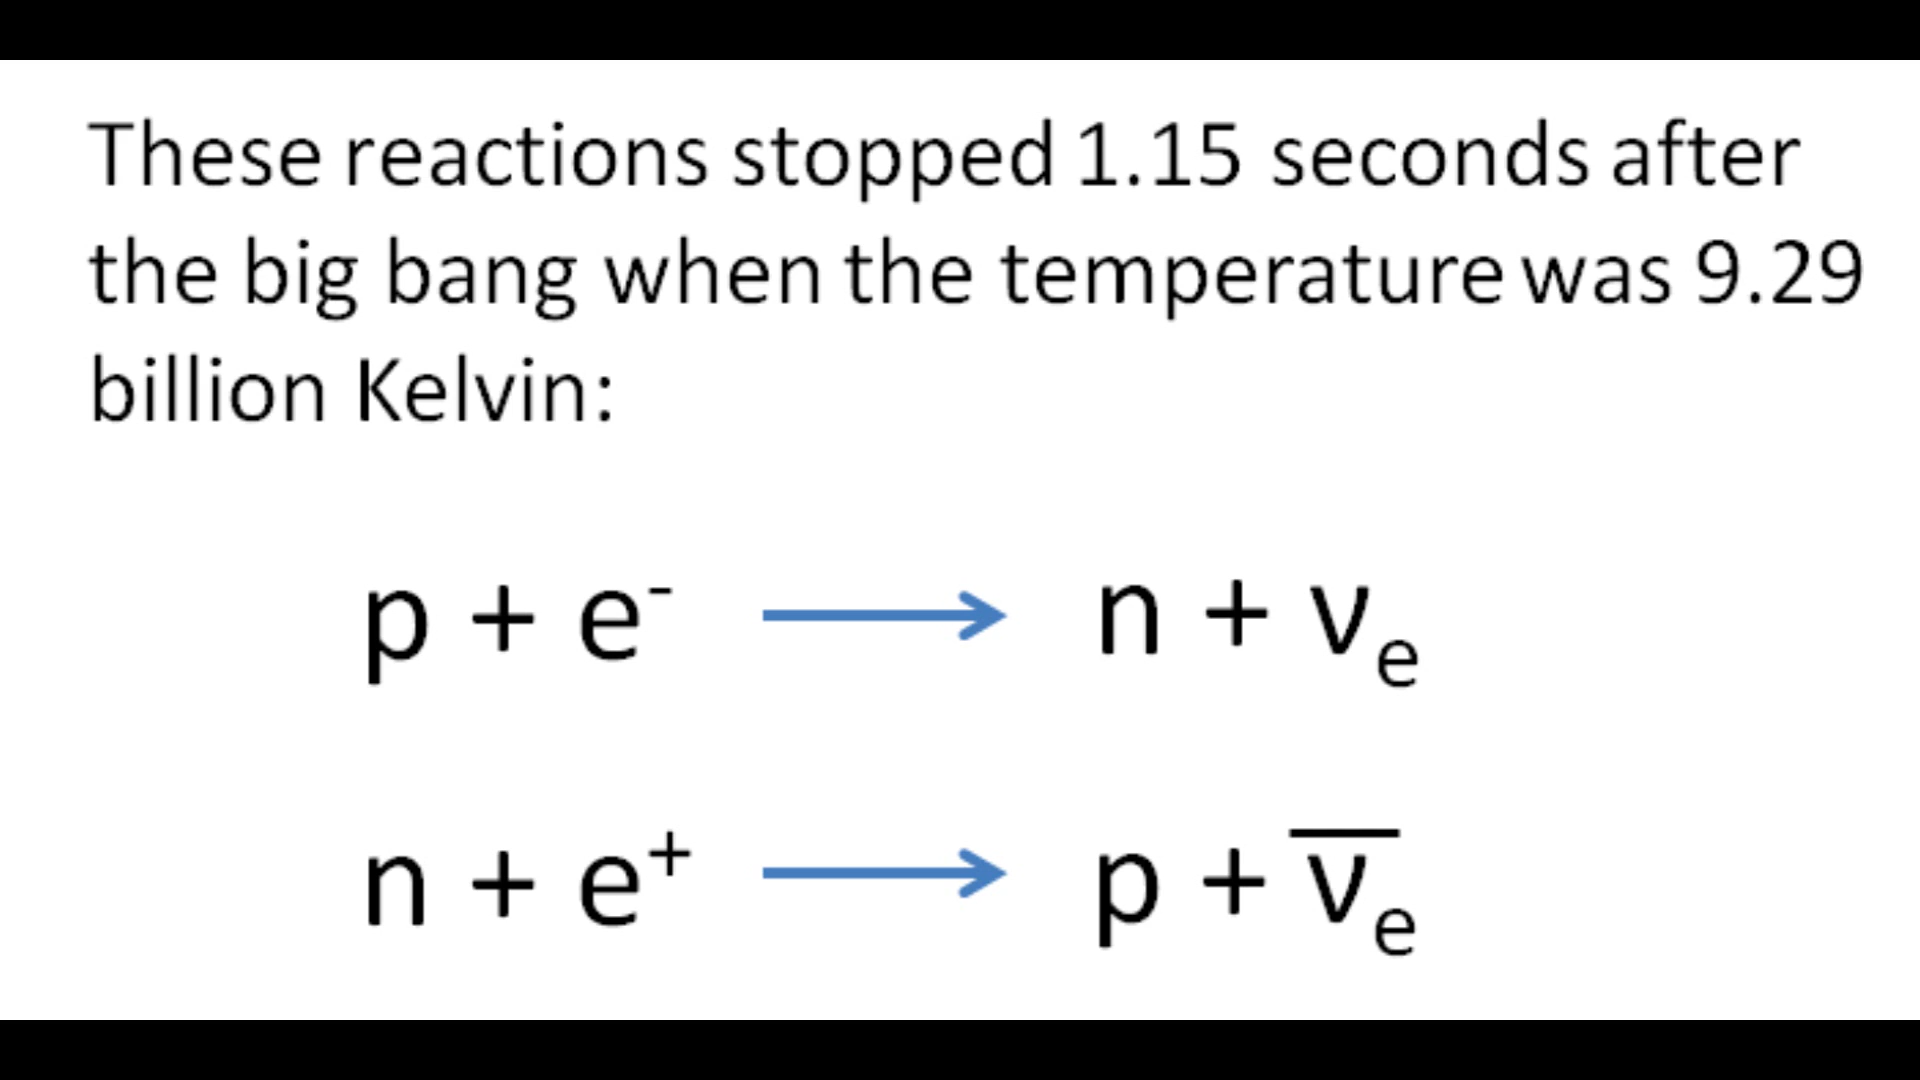 These reactions stopped 1.15 seconds after
the big bang when the temperature was 9.29
billion Kelvin:
p + e⁻ → n + νₑ
n + e⁺ → p + ν̅ₑ